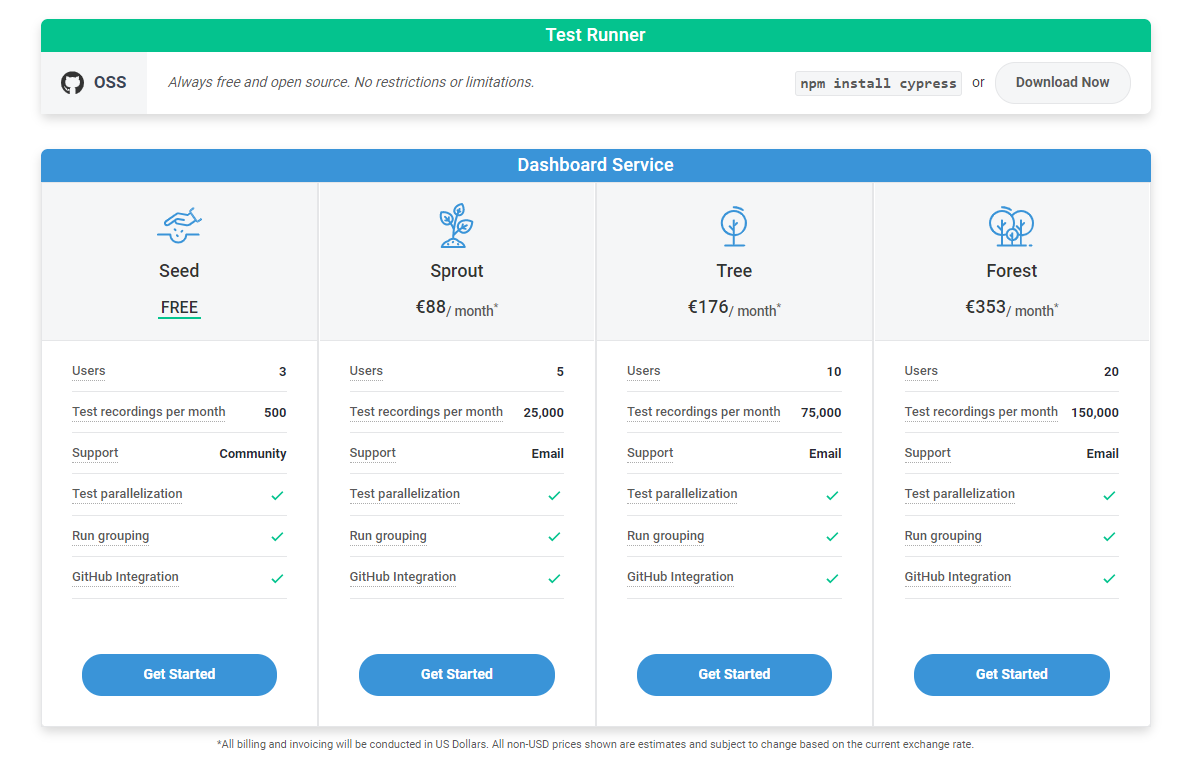 Test Runner
OSS Always free and open source. No restrictions or limitations. npm install cypress or Download Now
Dashboard Service
Seed Sprout Tree Forest
FREE €88/ month* €176/ month* €353/ month*
Users 3 Users 5 Users 10 Users 20
Test recordings per month 500 Test recordings per month 25,000 Test recordings per month 75,000 Test recordings per month 150,000
Support Community Support Email Support Email Support Email
Test parallelization Test parallelization Test parallelization Test parallelization
Run grouping Run grouping Run grouping Run grouping
GitHub Integration GitHub Integration GitHub Integration GitHub Integration
Get Started Get Started Get Started Get Started
*All billing and invoicing will be conducted in US Dollars. All non-USD prices shown are estimates and subject to change based on the current exchange rate.